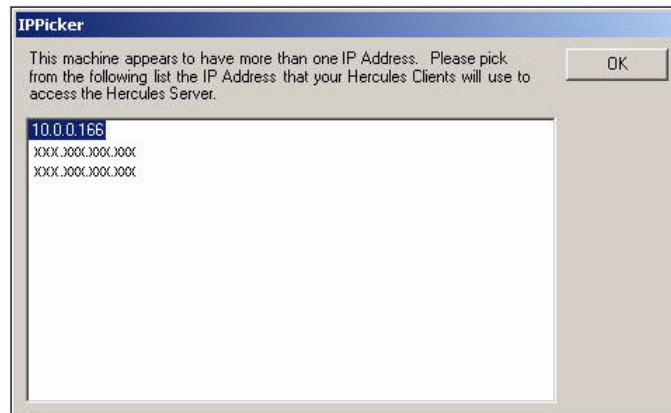 IPPicker
This machine appears to have more than one IP Address.  Please pick
from the following list the IP Address that your Hercules Clients will use to
access the Hercules Server.
OK
10.0.0.166
XXX.XXX.XXX.XXX
XXX.XXX.XXX.XXX